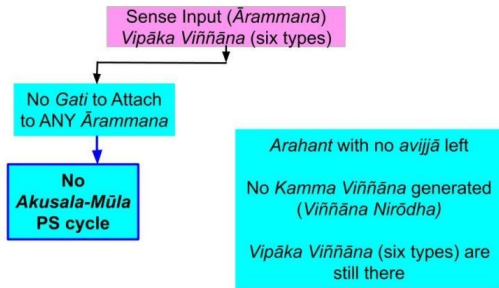 Sense Input (Ārammana)
Vipāka Viññāna (six types)
No Gati to Attach
to ANY Ārammana
No
Akusala-Mūla
PS cycle
Arahant with no avijjā left
No Kamma Viññāna generated
(Viññāna Nirōdha)
Vipāka Viññāna (six types) are
still there